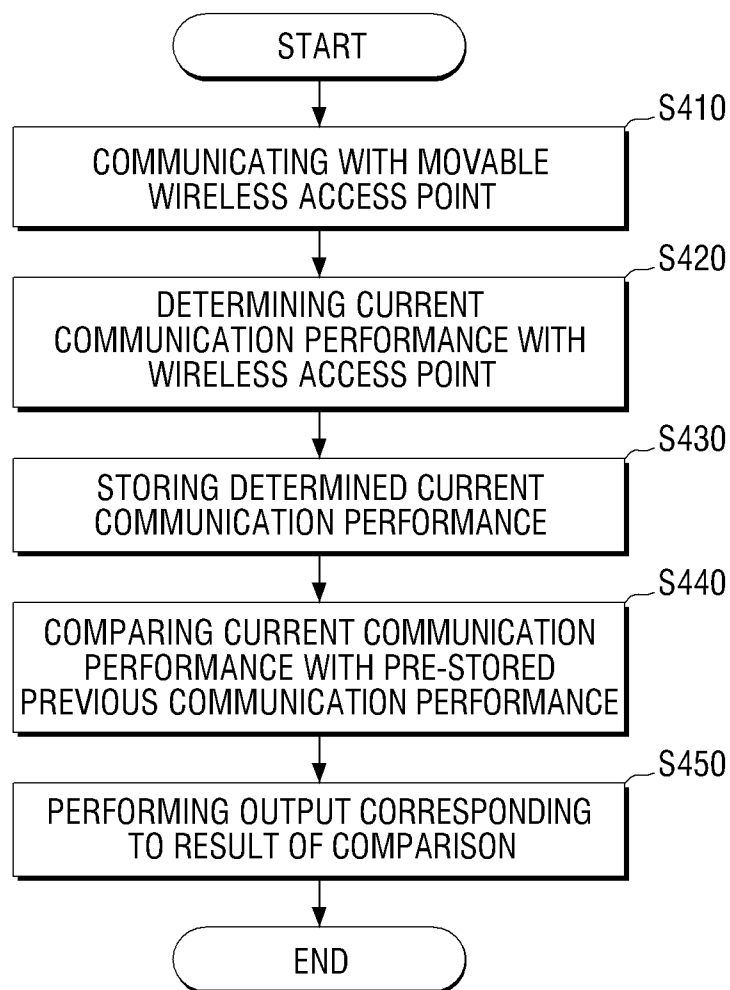 START
S410
COMMUNICATING WITH MOVABLE
WIRELESS ACCESS POINT
S420
DETERMINING CURRENT
COMMUNICATION PERFORMANCE WITH
WIRELESS ACCESS POINT
S430
STORING DETERMINED CURRENT
COMMUNICATION PERFORMANCE
S440
COMPARING CURRENT COMMUNICATION
PERFORMANCE WITH PRE-STORED
PREVIOUS COMMUNICATION PERFORMANCE
S450
PERFORMING OUTPUT CORRESPONDING
TO RESULT OF COMPARISON
END